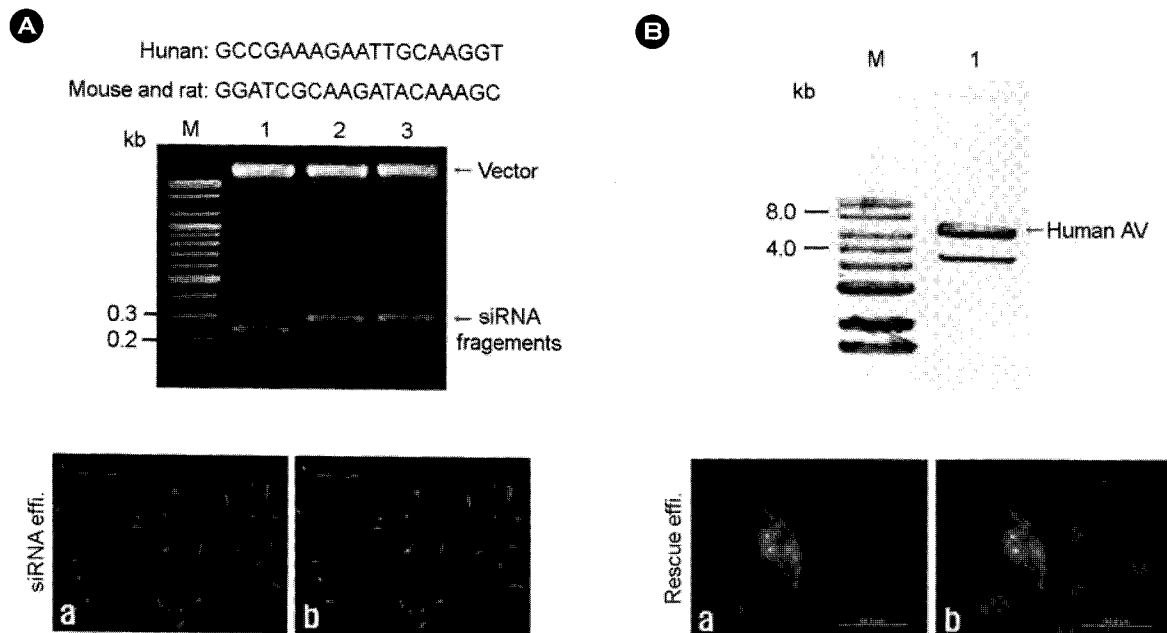 A
Hunan: GCCGAAAGAATTGCAAGGT
Mouse and rat: GGATCGCAAGATACAAAGC
kb M 1 2 3
← Vector
0.3
0.2
← siRNA
fragements
siRNA effi.
a
b
B
M 1
kb
8.0
4.0
← Human AV
Rescue effi.
a
b